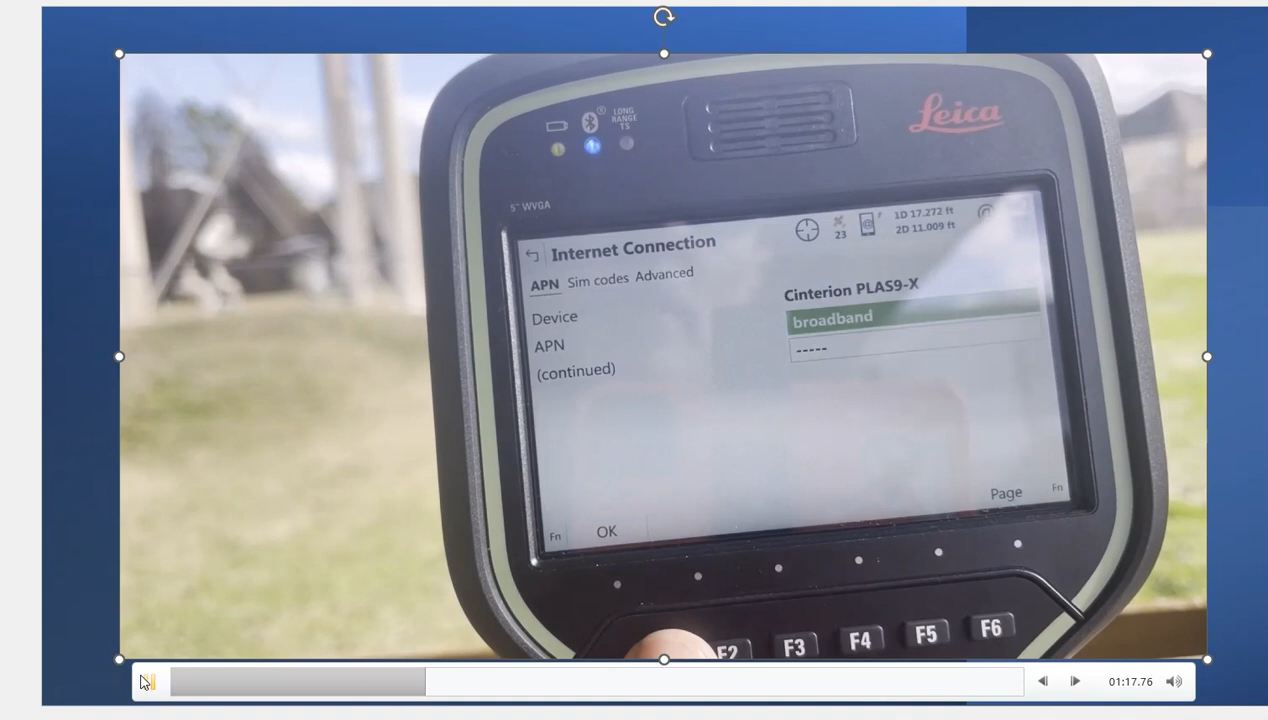 LONG
RANGE
TS
Leica
5" WVGA
Internet Connection
23
1D 17.272 ft
2D 11.009 ft
APN Sim codes Advanced
Device
Cinterion PLAS9-X
APN
broadband
(continued)
-----
Fn OK Page Fn
F2 F3 F4 F5 F6
01:17.76